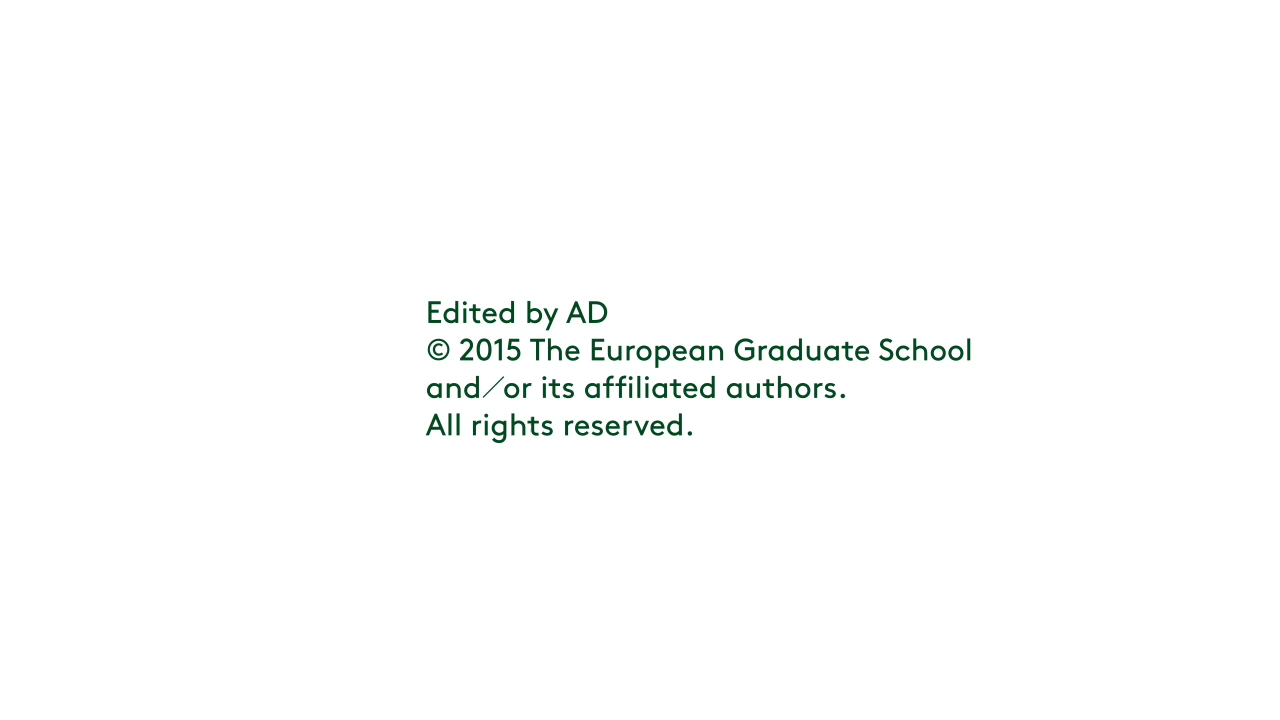 Edited by AD
© 2015 The European Graduate School
and/or its affiliated authors.
All rights reserved.